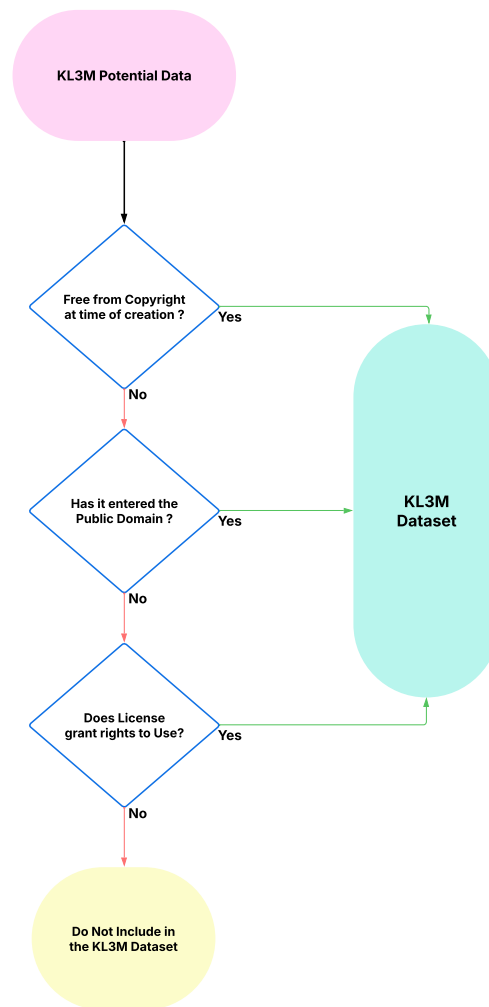 KL3M Potential Data
Free from Copyright
at time of creation ?
Yes
No
KL3M
Dataset
Has it entered the
Public Domain ?
Yes
No
Does License
grant rights to Use?
Yes
No
Do Not Include in
the KL3M Dataset